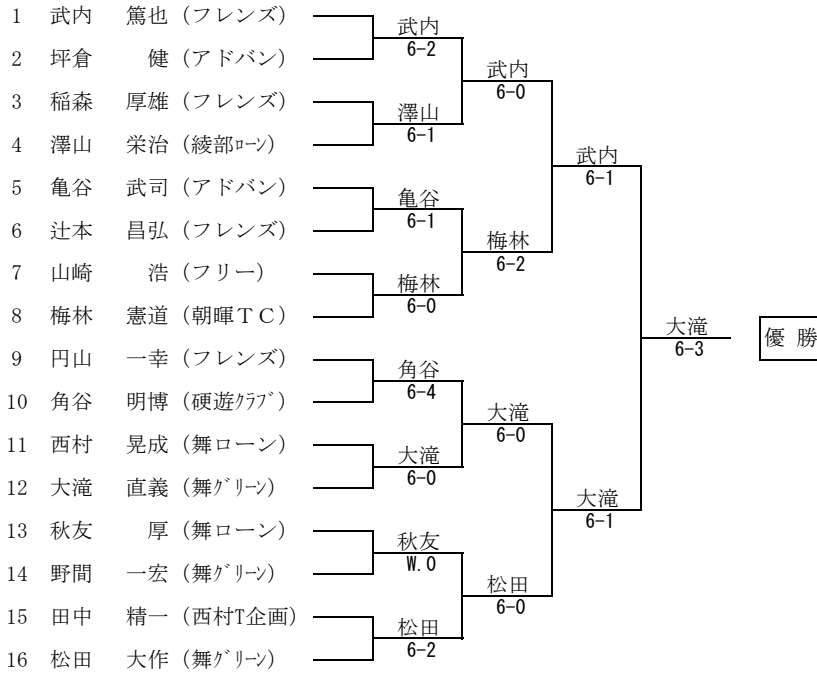 1 武内 篤也 (フレンズ)
武内
6-2
2 坪倉 健 (アドバン)
武内
6-0
3 稲森 厚雄 (フレンズ)
澤山
6-1
4 澤山 栄治 (綾部ﾛｰﾝ)
武内
6-1
5 亀谷 武司 (アドバン)
亀谷
6-1
6 辻本 昌弘 (フレンズ)
梅林
6-2
7 山崎 浩 (フリー)
梅林
6-0
8 梅林 憲道 (朝暉ＴＣ)
大滝
6-3
優 勝
9 円山 一幸 (フレンズ)
角谷
6-4
10 角谷 明博 (硬遊ｸﾗﾌﾞ)
大滝
6-0
11 西村 晃成 (舞ローン)
大滝
6-0
12 大滝 直義 (舞ｸﾞﾘｰﾝ)
大滝
6-1
13 秋友 厚 (舞ローン)
秋友
W.O
14 野間 一宏 (舞ｸﾞﾘｰﾝ)
松田
6-0
15 田中 精一 (西村T企画)
松田
6-2
16 松田 大作 (舞ｸﾞﾘｰﾝ)